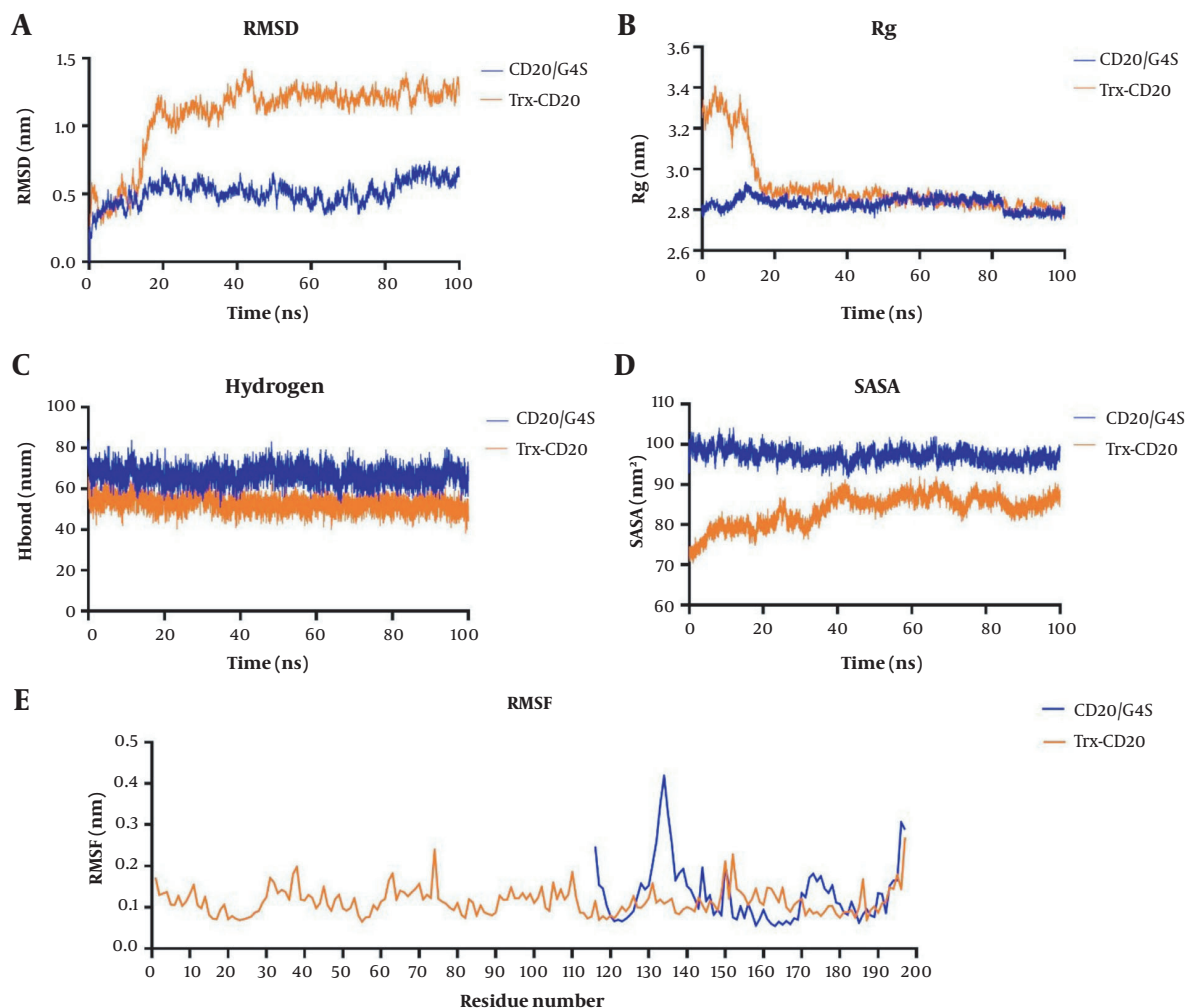 A
RMSD
CD20/G4S
Trx-CD20
RMSD (nm)
1.5
1.0
0.5
0.0
0 20 40 60 80 100
Time (ns)
B
Rg
CD20/G4S
Trx-CD20
Rg (nm)
3.6
3.4
3.2
3.0
2.8
2.6
0 20 40 60 80 100
Time (ns)
C
Hydrogen
CD20/G4S
Trx-CD20
Hbond (num)
100
80
60
40
20
0
0 20 40 60 80 100
Time (ns)
D
SASA
CD20/G4S
Trx-CD20
SASA (nm²)
110
100
90
80
70
60
0 20 40 60 80 100
Time (ns)
E
RMSF
CD20/G4S
Trx-CD20
RMSF (nm)
0.5
0.4
0.3
0.2
0.1
0.0
0 10 20 30 40 50 60 70 80 90 100 110 120 130 140 150 160 170 180 190 200
Residue number